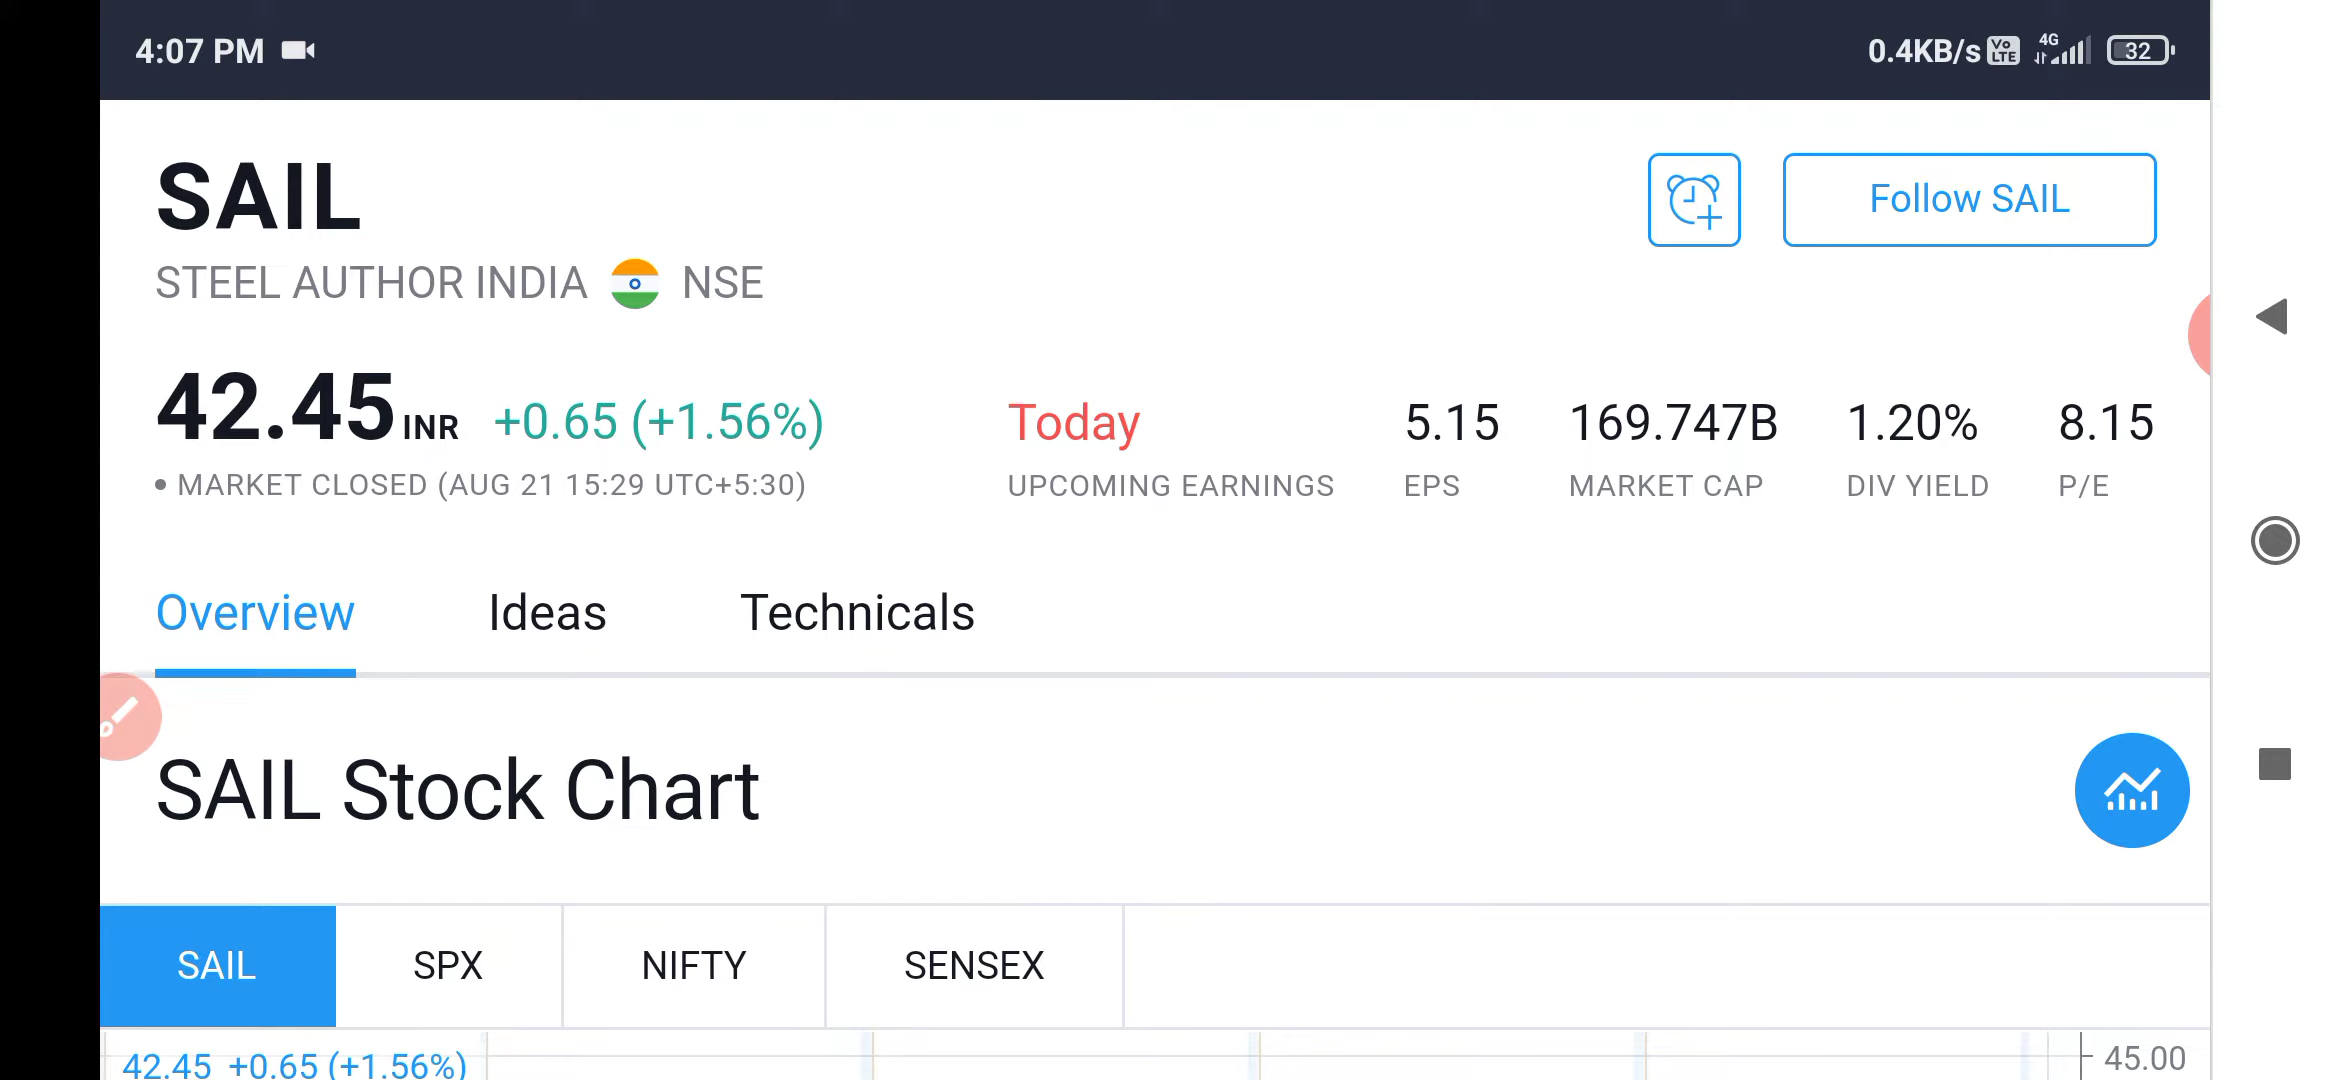 4:07 PM 0.4KB/s Vo LTE 4G 32
SAIL
Follow SAIL
STEEL AUTHOR INDIA NSE
42.45 INR +0.65 (+1.56%) Today 5.15 169.747B 1.20% 8.15
• MARKET CLOSED (AUG 21 15:29 UTC+5:30) UPCOMING EARNINGS EPS MARKET CAP DIV YIELD P/E
Overview Ideas Technicals
SAIL Stock Chart
SAIL SPX NIFTY SENSEX
42.45 +0.65 (+1.56%) 45.00